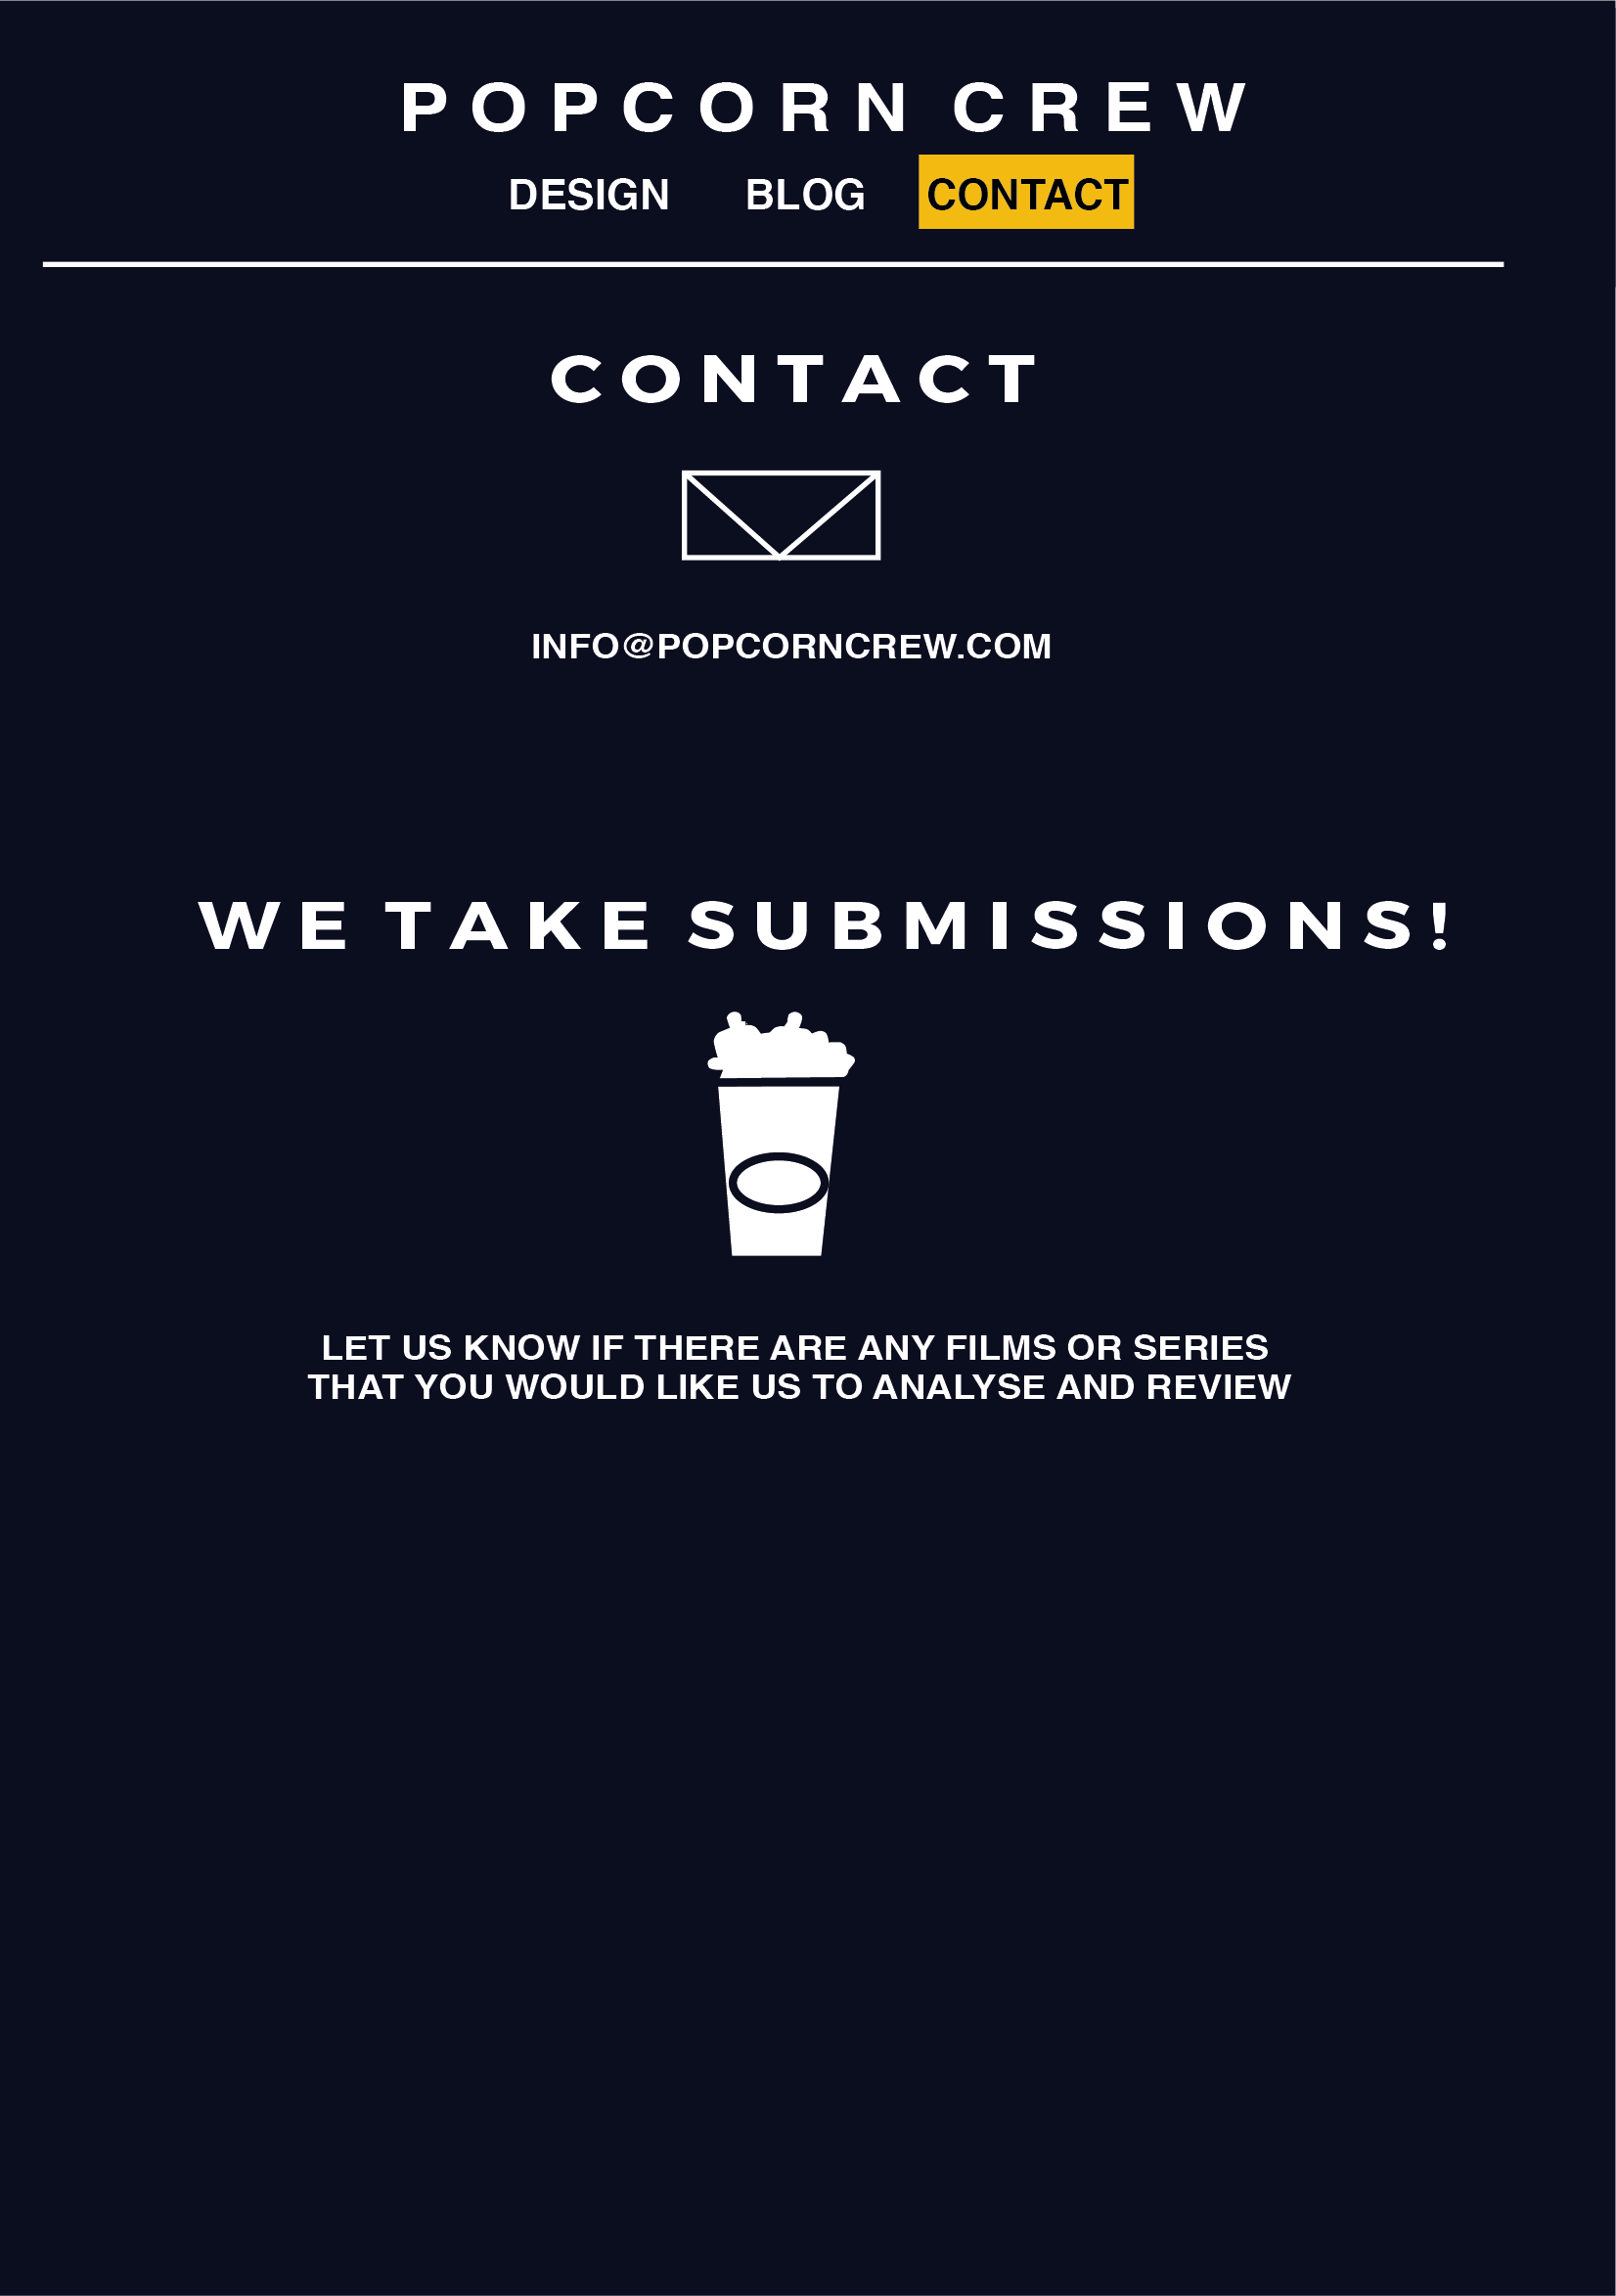 POPCORN CREW
DESIGN BLOG CONTACT
CONTACT
INFO@POPCORNCREW.COM
WE TAKE SUBMISSIONS!
LET US KNOW IF THERE ARE ANY FILMS OR SERIES
THAT YOU WOULD LIKE US TO ANALYSE AND REVIEW